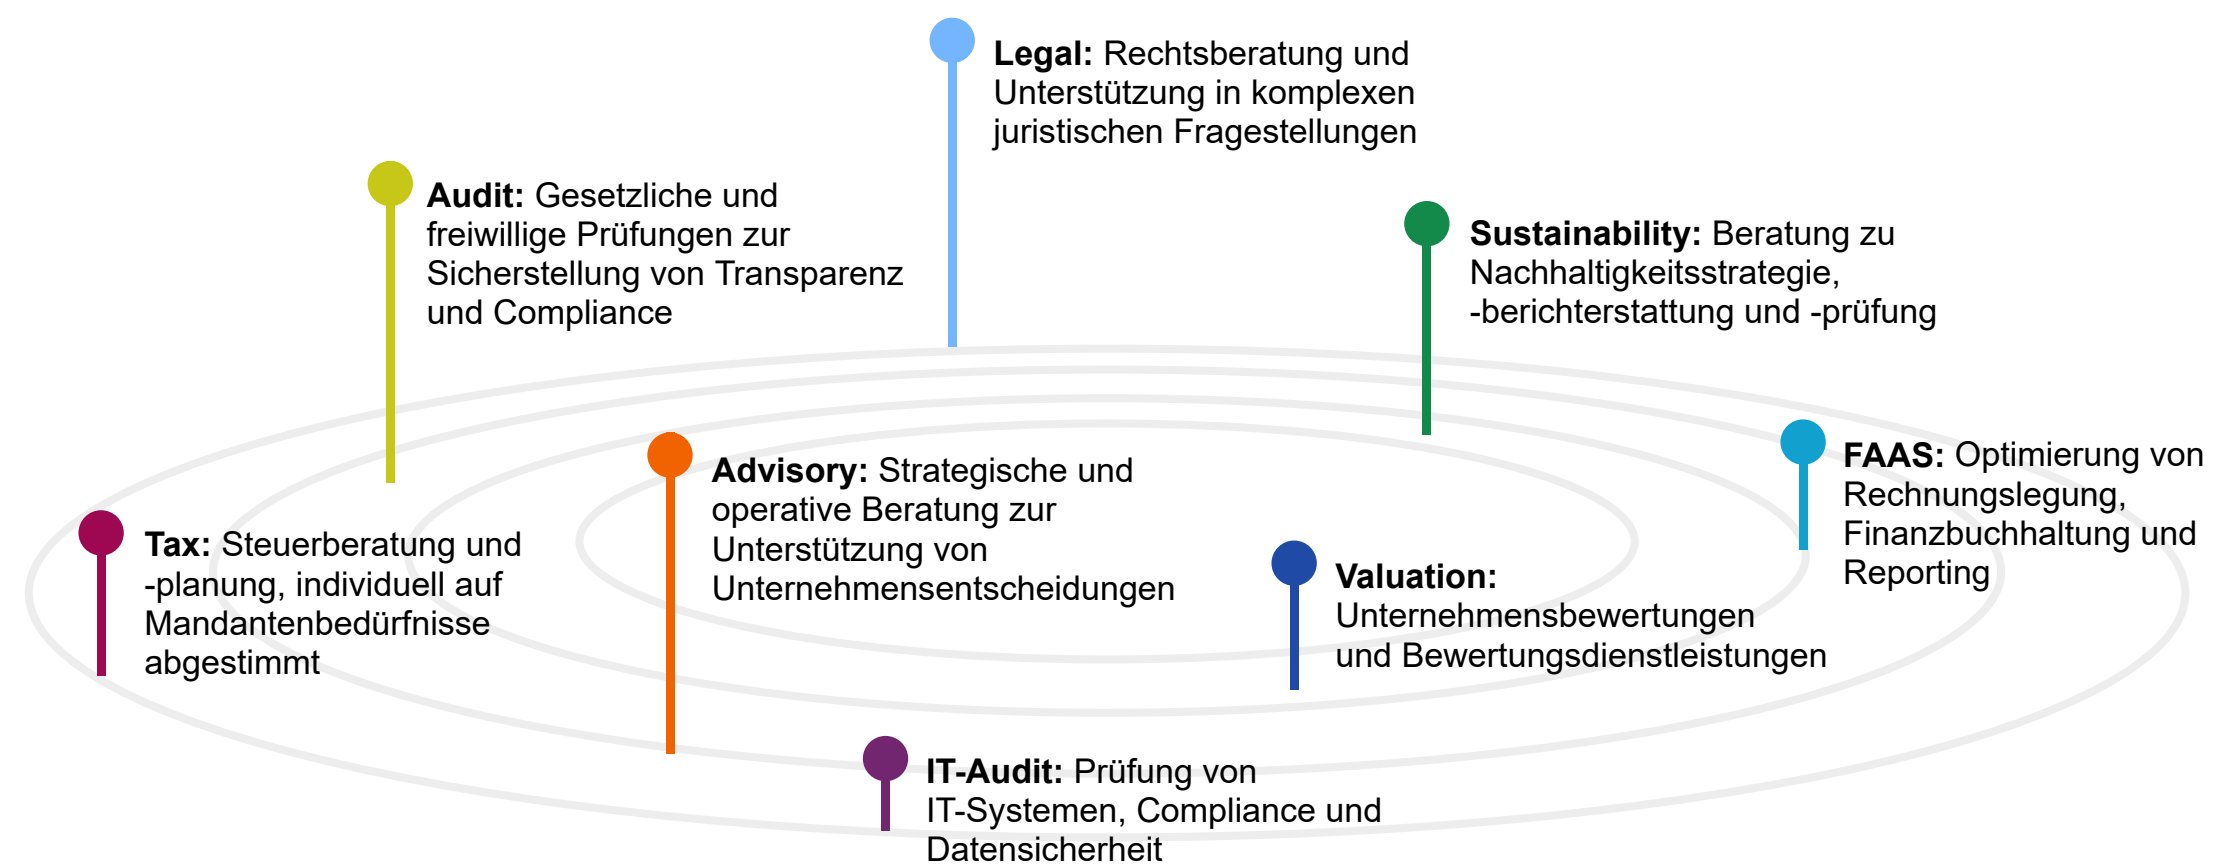 Legal: Rechtsberatung und
Unterstützung in komplexen
juristischen Fragestellungen
Audit: Gesetzliche und
freiwillige Prüfungen zur
Sicherstellung von Transparenz
und Compliance
Sustainability: Beratung zu
Nachhaltigkeitsstrategie,
-berichterstattung und -prüfung
FAAS: Optimierung von
Rechnungslegung,
Finanzbuchhaltung und
Reporting
Advisory: Strategische und
operative Beratung zur
Unterstützung von
Unternehmensentscheidungen
Tax: Steuerberatung und
-planung, individuell auf
Mandantenbedürfnisse
abgestimmt
Valuation:
Unternehmensbewertungen
und Bewertungsdienstleistungen
IT-Audit: Prüfung von
IT-Systemen, Compliance und
Datensicherheit